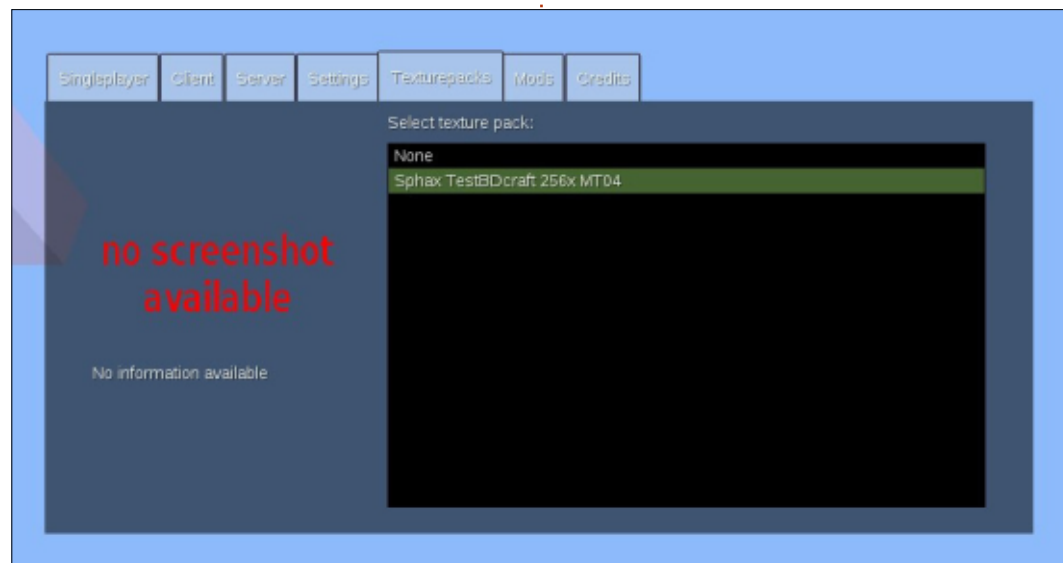 Singleplayer Client Server Settings Texturepacks Mods Credits
Select texture pack:
None
Sphax TestBDcraft 256x MT04
no screenshot
available
No information available